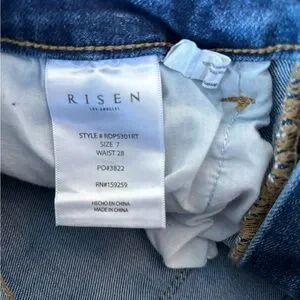 RISEN
LOS ANGELES
STYLE # RDP5301RT
SIZE 7
WAIST 28
PO#3822
RN#159259
HECHO EN CHINA
MADE IN CHINA